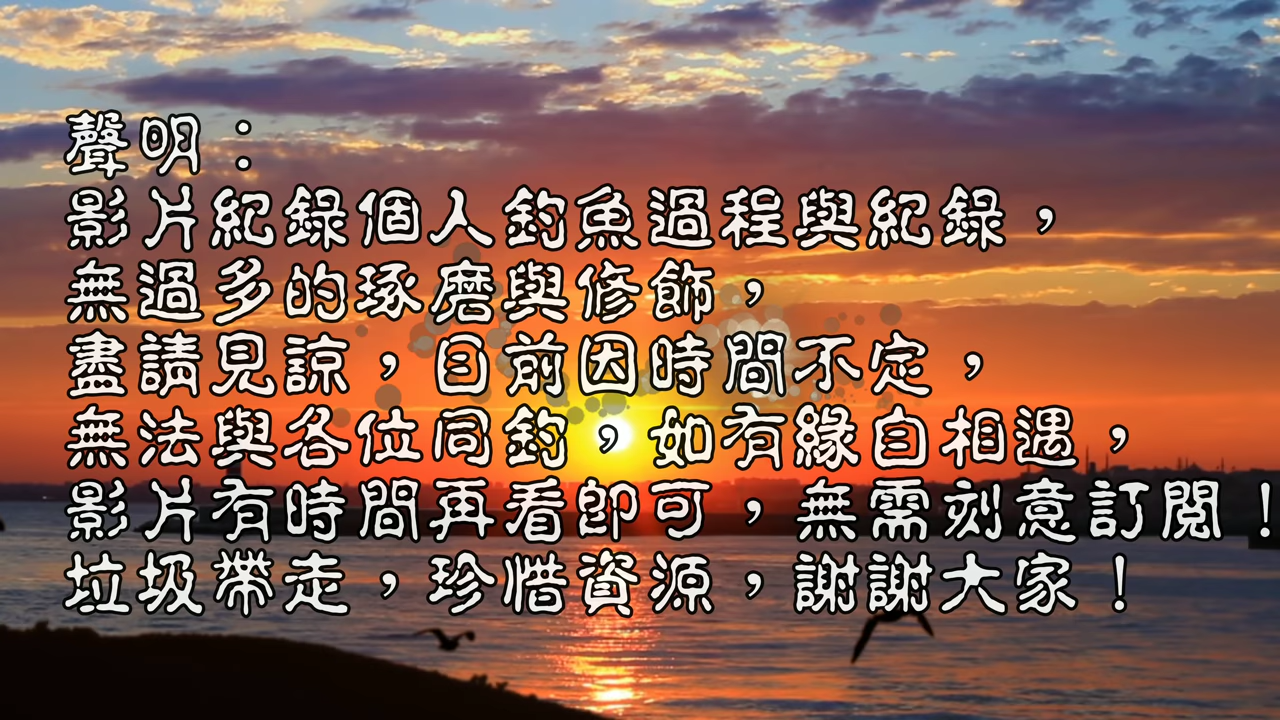 聲明：
影片紀錄個人釣魚過程與紀錄，
無過多的琢磨與修飾，
盡請見諒，目前因時間不定，
無法與各位同釣，如有緣自相遇，
影片有時間再看即可，無需刻意訂閱！
垃圾帶走，珍惜資源，謝謝大家！